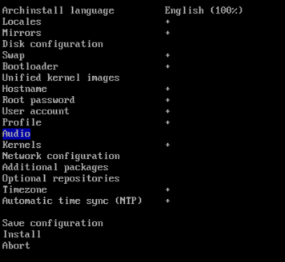 Archinstall language English (100%)
Locales +
Mirrors +
Disk configuration
Swap +
Bootloader +
Unified kernel images
Hostname +
Root password +
User account +
Profile +
Audio
Kernels +
Network configuration
Additional packages
Optional repositories
Timezone +
Automatic time sync (NTP) +
Save configuration
Install
Abort